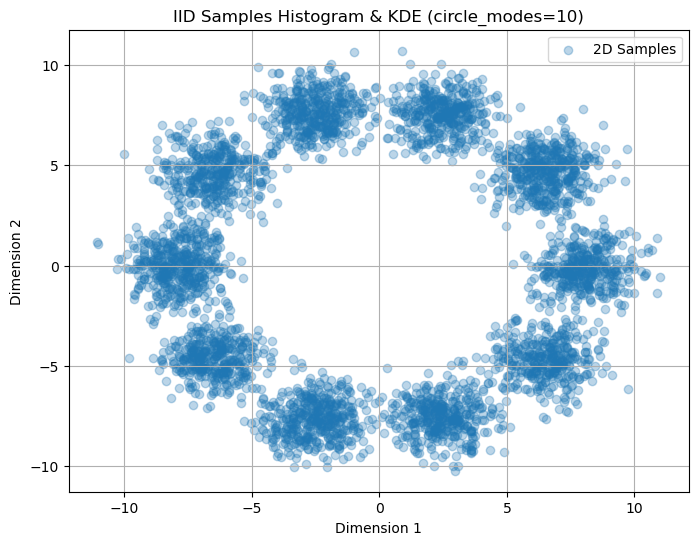 IID Samples Histogram & KDE (circle_modes=10)
2D Samples
10
5
0
−5
−10
Dimension 2
−10 −5 0 5 10
Dimension 1